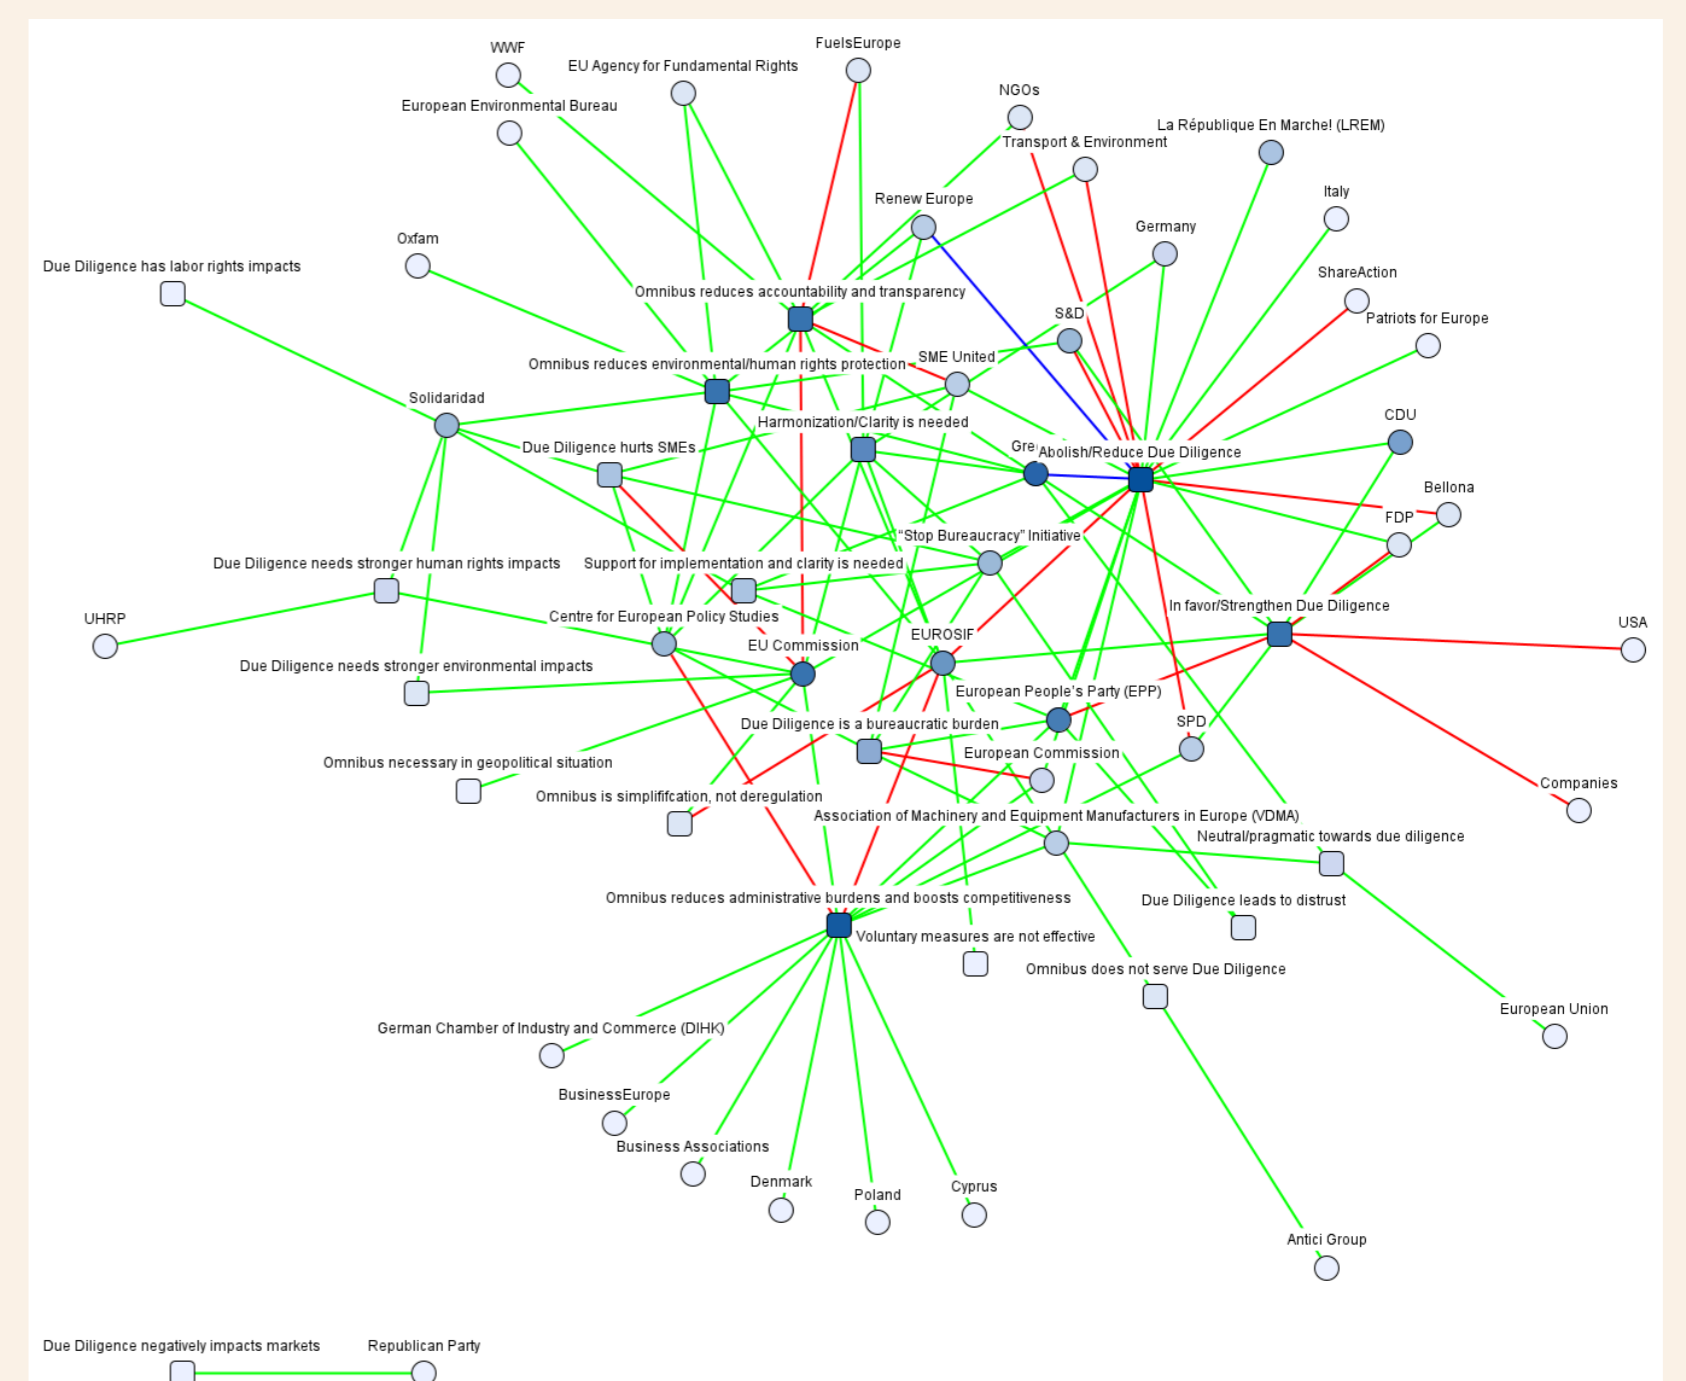 FuelsEurope
WWF
EU Agency for Fundamental Rights
NGOs
European Environmental Bureau
La République En Marche! (LREM)
Transport & Environment
Italy
Renew Europe
Germany
Oxfam
Due Diligence has labor rights impacts
ShareAction
Omnibus reduces accountability and transparency
S&D
Patriots for Europe
SME United
Omnibus reduces environmental/human rights protection
Solidaridad
CDU
Harmonization/Clarity is needed
Due Diligence hurts SMEs
Gre
Abolish/Reduce Due Diligence
Bellona
FDP
“Stop Bureaucracy” Initiative
Due Diligence needs stronger human rights impacts
Support for implementation and clarity is needed
In favor/Strengthen Due Diligence
UHRP
Centre for European Policy Studies
USA
EUROSIF
EU Commission
Due Diligence needs stronger environmental impacts
European People's Party (EPP)
SPD
Due Diligence is a bureaucratic burden
European Commission
Omnibus necessary in geopolitical situation
Companies
Omnibus is simplififcation, not deregulation
Association of Machinery and Equipment Manufacturers in Europe (VDMA)
Neutral/pragmatic towards due diligence
Omnibus reduces administrative burdens and boosts competitiveness
Due Diligence leads to distrust
Voluntary measures are not effective
Omnibus does not serve Due Diligence
European Union
German Chamber of Industry and Commerce (DIHK)
BusinessEurope
Business Associations
Denmark
Cyprus
Poland
Antici Group
Due Diligence negatively impacts markets
Republican Party